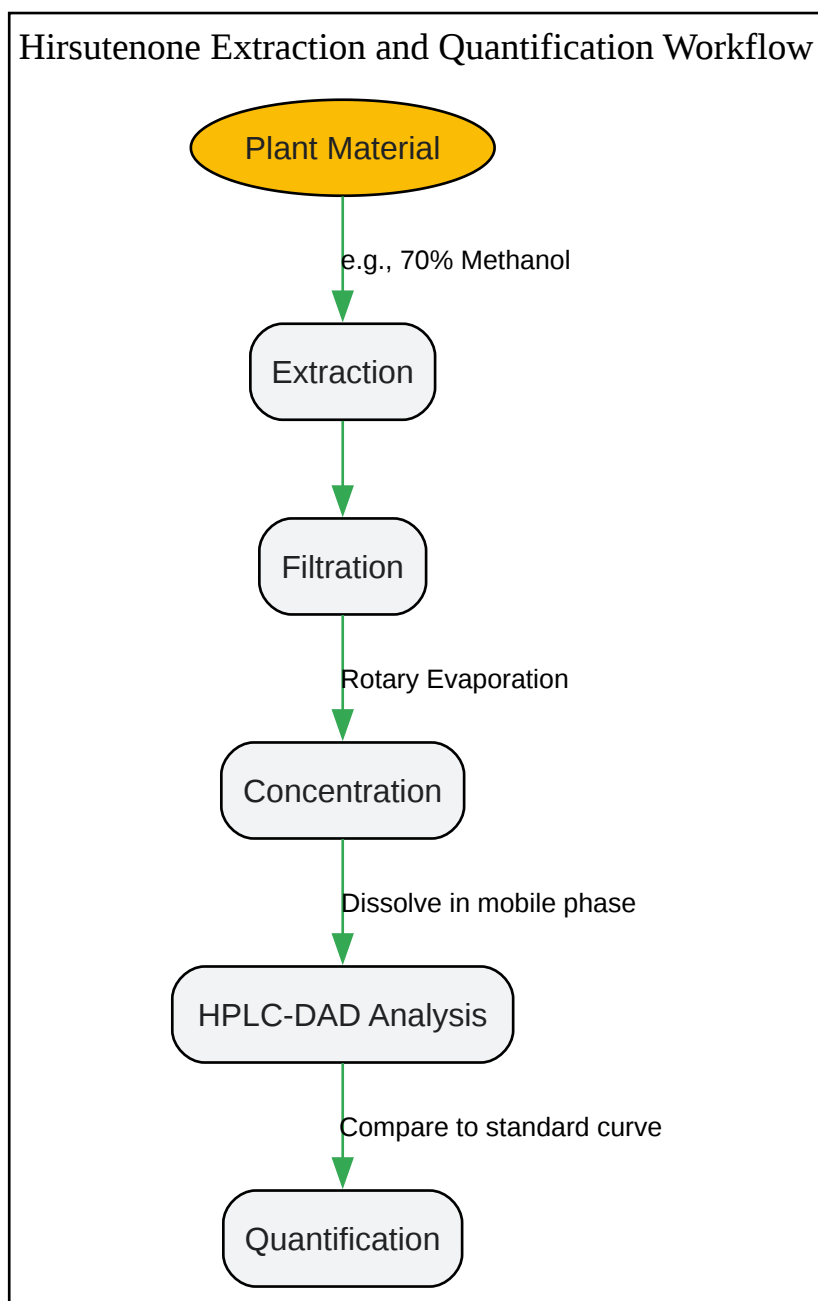 Hirsutenone Extraction and Quantification Workflow
Plant Material
e.g., 70% Methanol
Extraction
Filtration
Rotary Evaporation
Concentration
Dissolve in mobile phase
HPLC-DAD Analysis
Compare to standard curve
Quantification